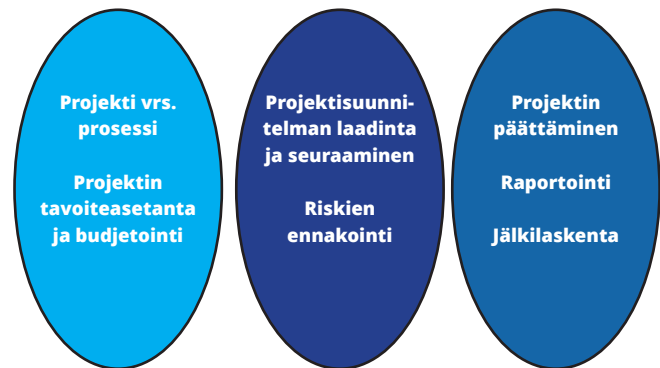 Projekti vrs.
prosessi
Projektin
tavoiteasetanta
ja budjetointi
Projektisuunni-
telman laadinta
ja seuraaminen
Riskien
ennakointi
Projektin
päättäminen
Raportointi
Jälkilaskenta